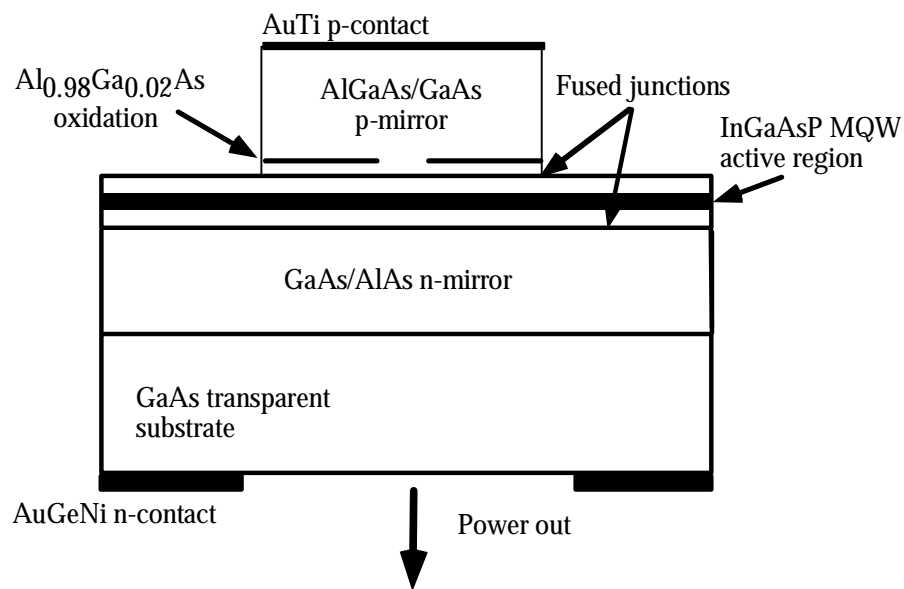 AuTi p-contact
Al0.98Ga0.02As
oxidation
AlGaAs/GaAs
p-mirror
Fused junctions
InGaAsP MQW
active region
GaAs/AlAs n-mirror
GaAs transparent
substrate
AuGeNi n-contact
Power out